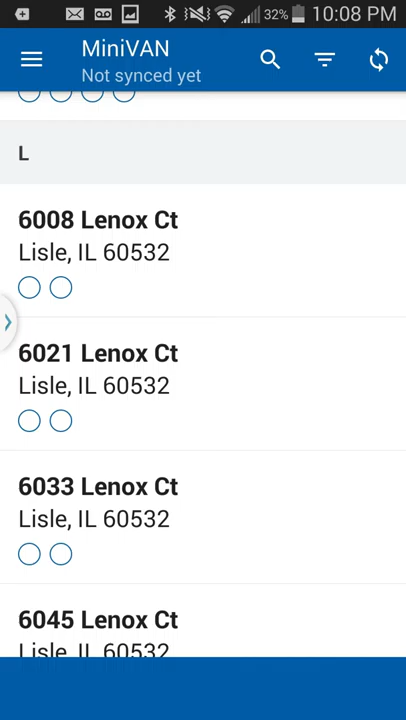 32% 10:08 PM
MiniVAN
Not synced yet
L
6008 Lenox Ct
Lisle, IL 60532
6021 Lenox Ct
Lisle, IL 60532
6033 Lenox Ct
Lisle, IL 60532
6045 Lenox Ct
Lisle, IL 60532